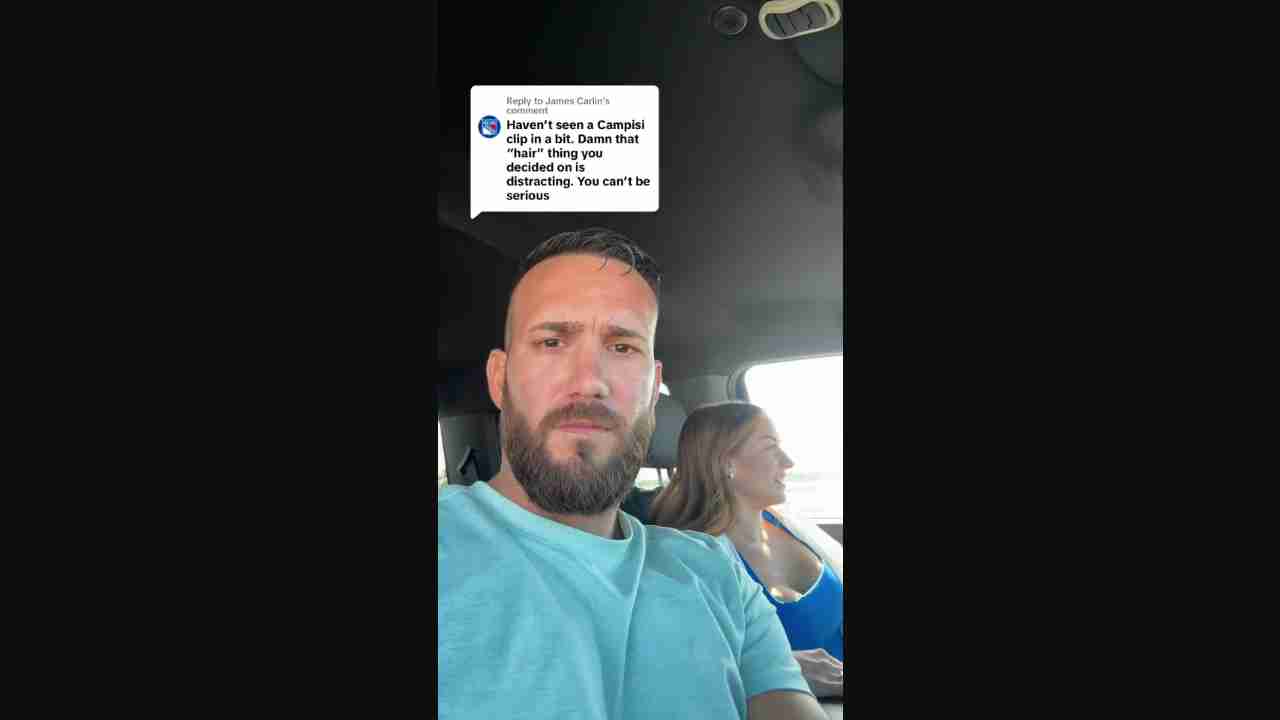 Reply to James Carlin's
comment
Haven't seen a Campisi
clip in a bit. Damn that
"hair" thing you
decided on is
distracting. You can't be
serious